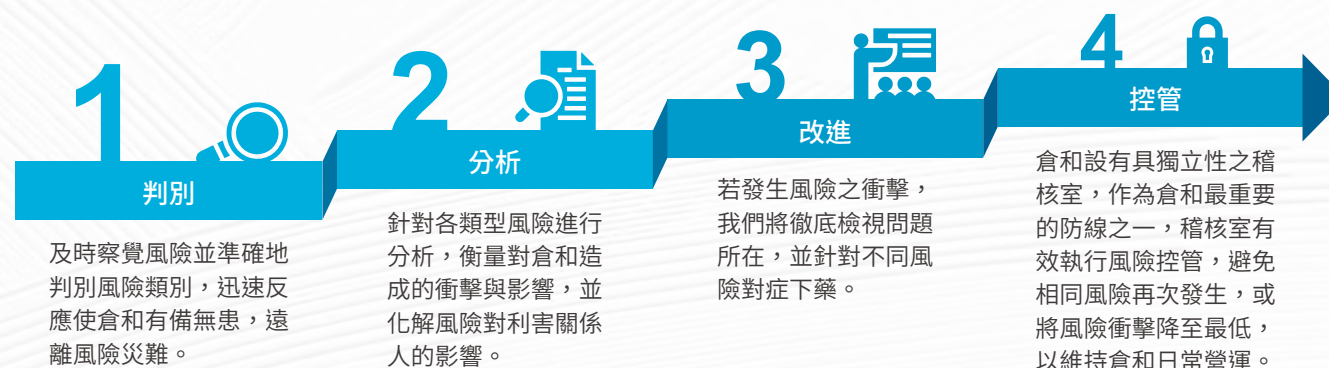 1
判別
及時察覺風險並準確地
判別風險類別，迅速反
應使倉和有備無患，遠
離風險災難。
2
分析
針對各類型風險進行
分析，衡量對倉和造
成的衝擊與影響，並
化解風險對利害關係
人的影響。
3
改進
若發生風險之衝擊，
我們將徹底檢視問題
所在，並針對不同風
險對症下藥。
4
控管
倉和設有具獨立性之稽
核室，作為倉和最重要
的防線之一，稽核室有
效執行風險控管，避免
相同風險再次發生，或
將風險衝擊降至最低，
以維持倉和日常營運。